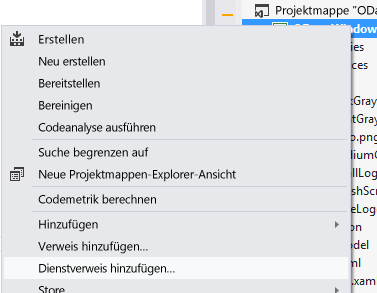 Projektmappe "ODa
Erstellen
Neu erstellen
Bereitstellen
Bereinigen
Codeanalyse ausführen
Suche begrenzen auf
Neue Projektmappen-Explorer-Ansicht
Codemetrik berechnen
Hinzufügen
Verweis hinzufügen...
Dienstverweis hinzufügen...
Store